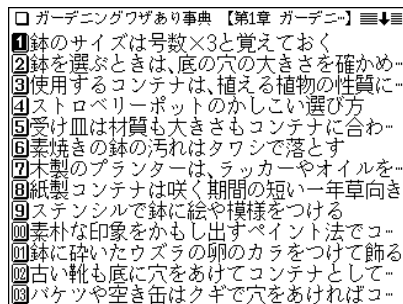 ガーデニングワザあり事典 【第1章 ガーデニ…】
1鉢のサイズは号数×3と覚えておく
2鉢を選ぶときは、底の穴の大きさを確かめ…
3使用するコンテナは、植える植物の性質に…
4ストロベリーポットのかしこい選び方
5受け皿は材質も大きさもコンテナに合わ…
6素焼きの鉢の汚れはタワシで落とす
7木製のプランターは、ラッカーやオイルを…
8紙製コンテナは咲く期間の短い一年草向き
9ステンシルで鉢に絵や模様をつける
00素朴な印象をかもし出すペイント法でコ…
01鉢に砕いたウズラの卵のカラをつけて飾る
02古い靴も底に穴をあけてコンテナとして…
03バケツや空き缶はクギで穴をあければコ…